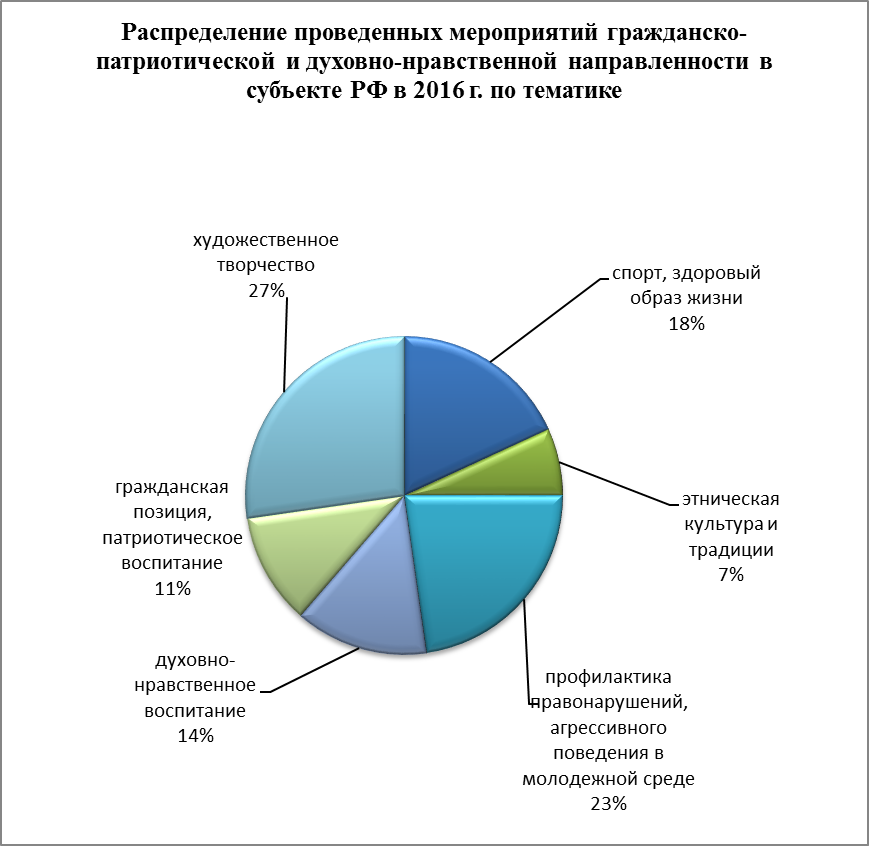 Распределение проведенных мероприятий гражданско-
патриотической и духовно-нравственной направленности в
субъекте РФ в 2016 г. по тематике
художественное
творчество
27%
спорт, здоровый
образ жизни
18%
этническая
культура и
традиции
7%
профилактика
правонарушений,
агрессивного
поведения в
молодежной среде
23%
духовно-
нравственное
воспитание
14%
гражданская
позиция,
патриотическое
воспитание
11%